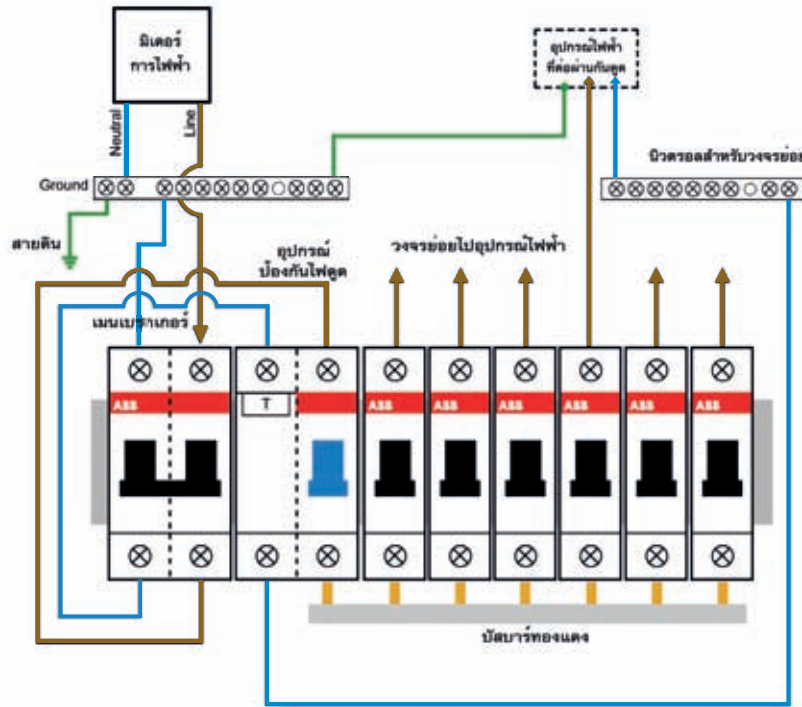 มิเตอร์
การไฟฟ้า
อุปกรณ์ไฟฟ้า
ที่ต่อผ่านกันดูด
Neutral
Line
นิวตรอลสำหรับวงจรย่อย
Ground
สายดิน
อุปกรณ์
ป้องกันไฟดูด
วงจรย่อยไปอุปกรณ์ไฟฟ้า
เมนเบรกเกอร์
ABB
ABB
ABB
ABB
ABB
ABB
ABB
T
บัสบาร์ทองแดง